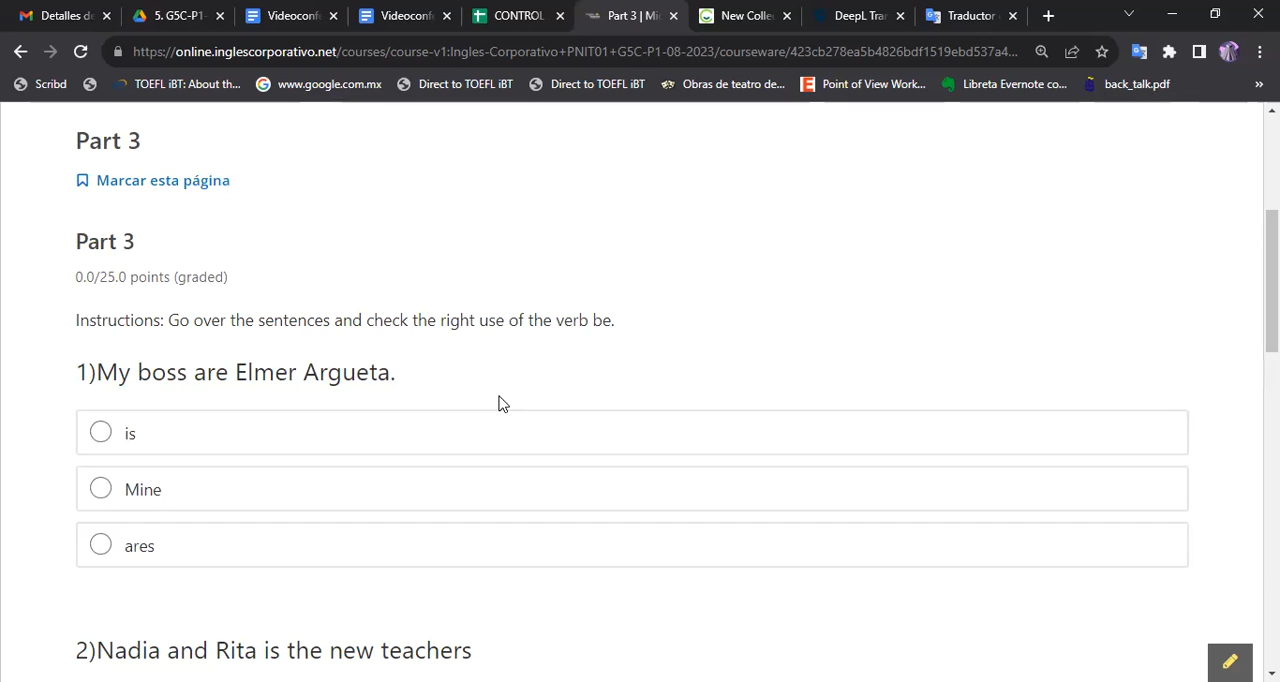 Detalles de
5. G5C-P1-
Videoconf
Videoconf
CONTROL
Part 3 | Mi
New Colle
DeepL Tra
Traductor
https://online.inglescorporativo.net/courses/course-v1:Ingles-Corporativo+PNIT01+G5C-P1-08-2023/courseware/423cb278ea5b4826bdf1519ebd537a4...
Scribd
TOEFL iBT: About th...
www.google.com.mx
Direct to TOEFL iBT
Direct to TOEFL iBT
Obras de teatro de...
Point of View Work...
Libreta Evernote co...
back_talk.pdf
»
Part 3
Marcar esta página
Part 3
0.0/25.0 points (graded)
Instructions: Go over the sentences and check the right use of the verb be.
1)My boss are Elmer Argueta.
is
Mine
ares
2)Nadia and Rita is the new teachers